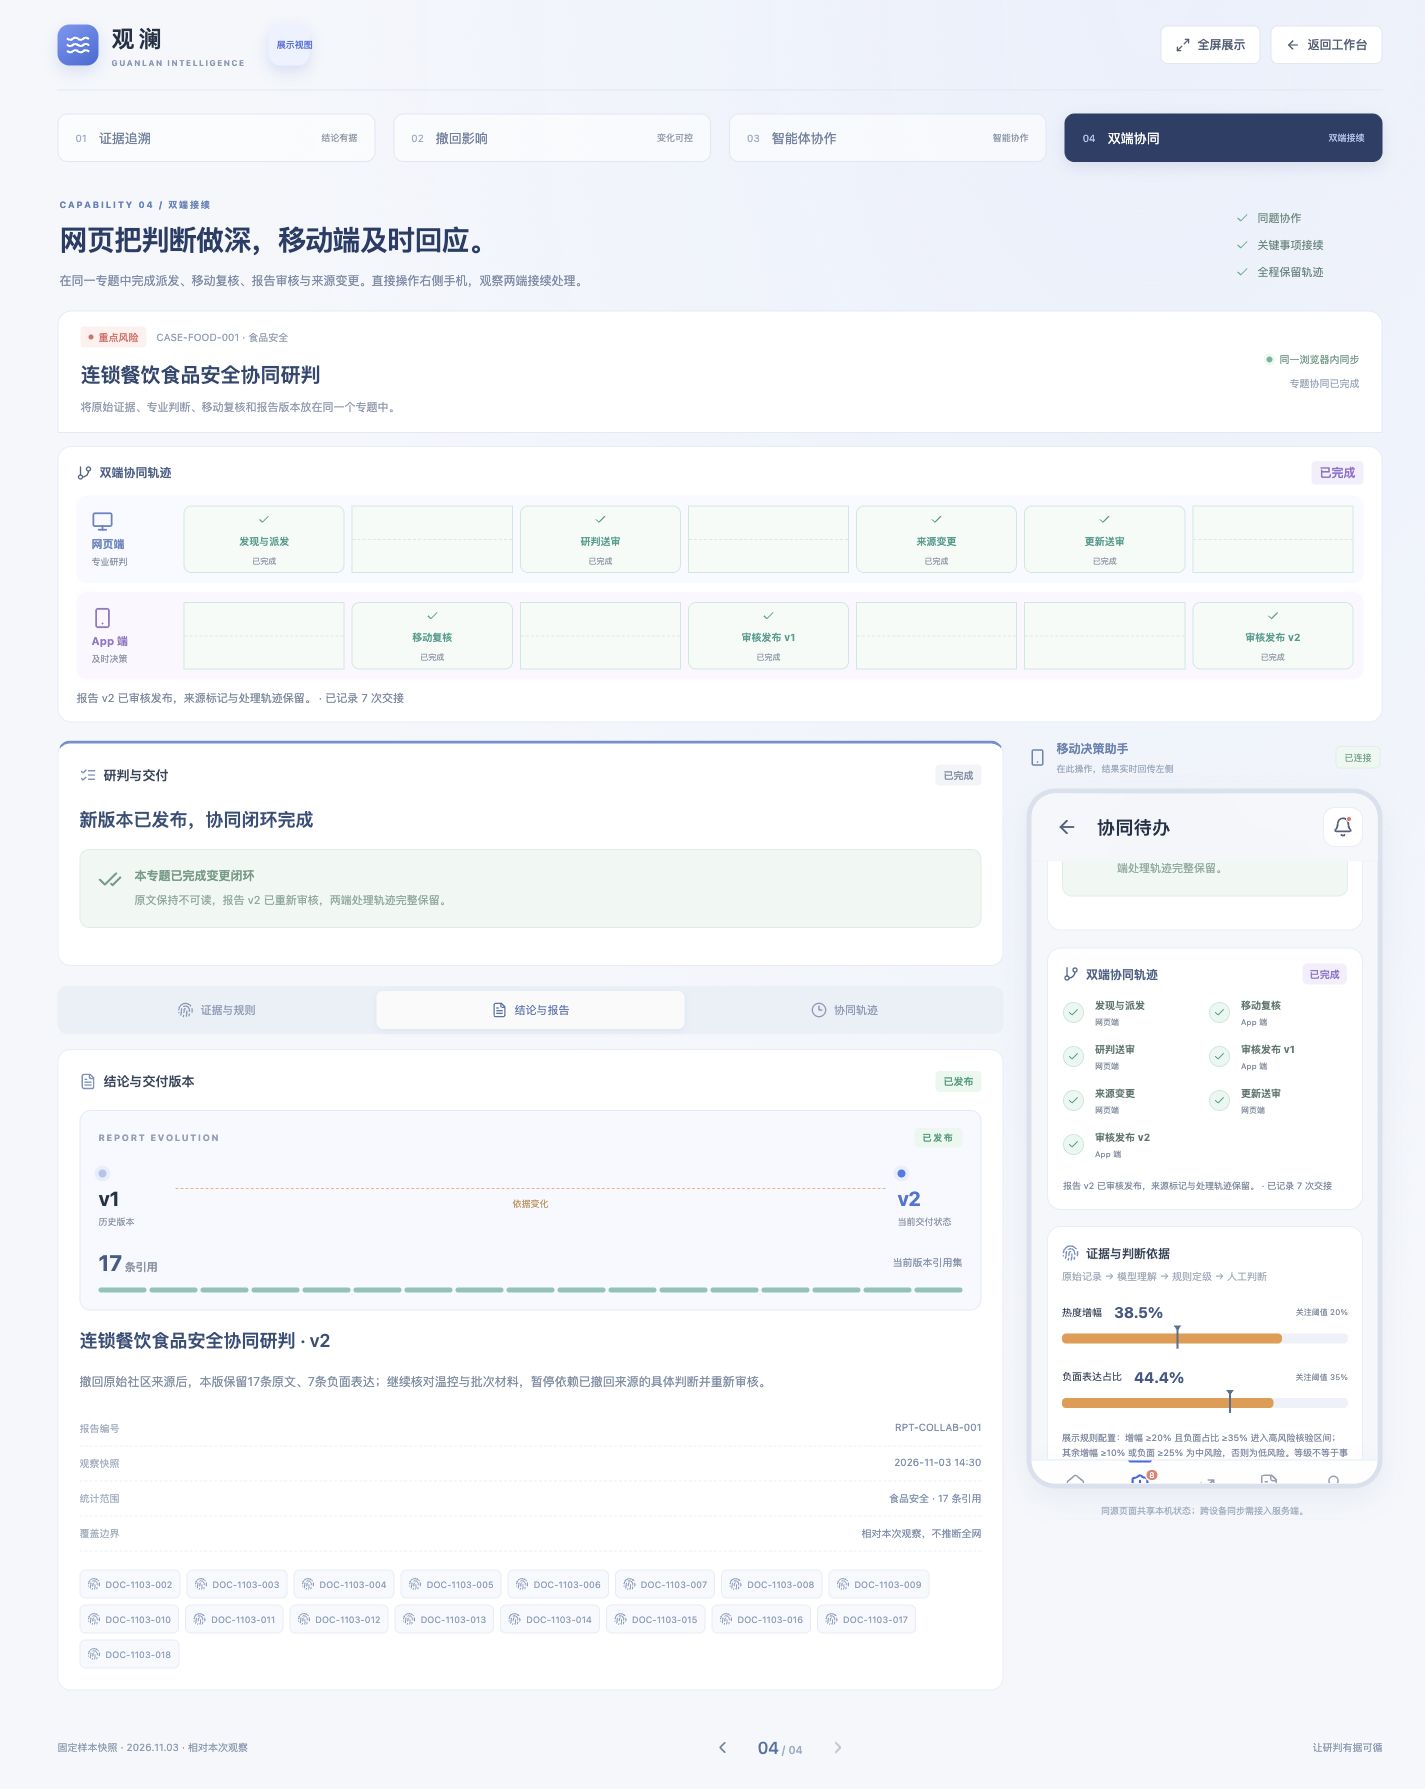 观澜
GUANLAN INTELLIGENCE
展示视图
全屏展示
返回工作台
01 证据追溯 结论有据
02 撤回影响 变化可控
03 智能体协作 智能协作
04 双端协同 双端接续
CAPABILITY 04 / 双端接续
网页把判断做深，移动端及时回应。
在同一专题中完成派发、移动复核、报告审核与来源变更。直接操作右侧手机，观察两端接续处理。
同题协作
关键事项接续
全程保留轨迹
重点风险 CASE-FOOD-001 · 食品安全
连锁餐饮食品安全协同研判
将原始证据、专业判断、移动复核和报告版本放在同一个专题中。
同一浏览器内同步
专题协同已完成
双端协同轨迹
已完成
网页端
专业研判
发现与派发
已完成
研判送审
已完成
来源变更
已完成
更新送审
已完成
App 端
及时决策
移动复核
已完成
审核发布 v1
已完成
审核发布 v2
已完成
报告 v2 已审核发布，来源标记与处理轨迹保留。 · 已记录 7 次交接
研判与交付
已完成
新版本已发布，协同闭环完成
本专题已完成变更闭环
原文保持不可读，报告 v2 已重新审核，两端处理轨迹完整保留。
证据与规则
结论与报告
协同轨迹
结论与交付版本
已发布
REPORT EVOLUTION
已发布
v1
历史版本
依据变化
v2
当前交付状态
17 条引用
当前版本引用集
连锁餐饮食品安全协同研判 · v2
撤回原始社区来源后，本版保留17条原文、7条负面表达；继续核对温控与批次材料，暂停依赖已撤回来源的具体判断并重新审核。
报告编号 RPT-COLLAB-001
观察快照 2026-11-03 14:30
统计范围 食品安全 · 17 条引用
覆盖边界 相对本次观察，不推断全网
DOC-1103-002 DOC-1103-003 DOC-1103-004 DOC-1103-005 DOC-1103-006 DOC-1103-007 DOC-1103-008 DOC-1103-009
DOC-1103-010 DOC-1103-011 DOC-1103-012 DOC-1103-013 DOC-1103-014 DOC-1103-015 DOC-1103-016 DOC-1103-017
DOC-1103-018
移动决策助手
在此操作，结果实时回传左侧
已连接
协同待办
端处理轨迹完整保留。
双端协同轨迹
已完成
发现与派发
网页端
移动复核
App 端
研判送审
网页端
审核发布 v1
App 端
来源变更
网页端
更新送审
网页端
审核发布 v2
App 端
报告 v2 已审核发布，来源标记与处理轨迹保留。 · 已记录 7 次交接
证据与判断依据
原始记录 → 模型理解 → 规则定级 → 人工判断
热度增幅 38.5% 关注阈值 20%
负面表达占比 44.4% 关注阈值 35%
展示规则配置：增幅 ≥20% 且负面占比 ≥35% 进入高风险核验区间；
其余增幅 ≥10% 或负面 ≥25% 为中风险，否则为低风险。等级不等于事
8
同源页面共享本机状态；跨设备同步需接入服务端。
固定样本快照 · 2026.11.03 · 相对本次观察
04 / 04
让研判有据可循